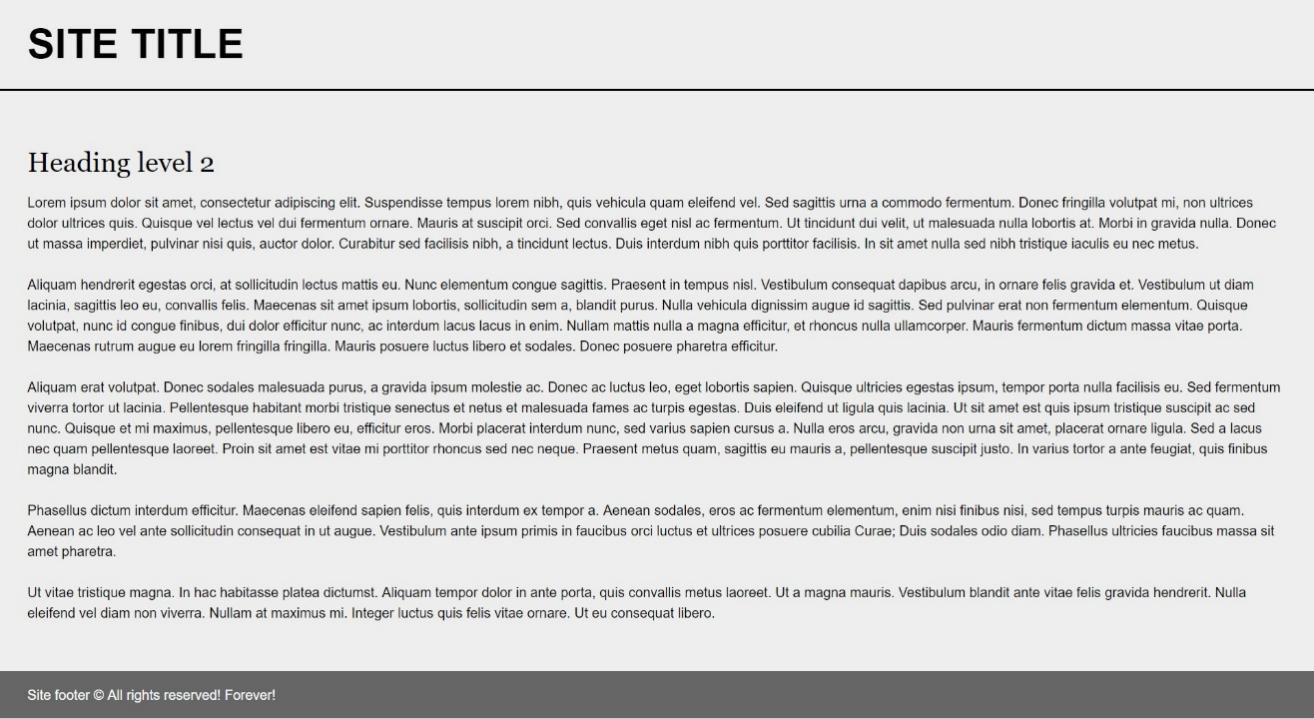 SITE TITLE
Heading level 2
Lorem ipsum dolor sit amet, consectetur adipiscing elit. Suspendisse tempus lorem nibh, quis vehicula quam eleifend vel. Sed sagittis urna a commodo fermentum. Donec fringilla volutpat mi, non ultrices
dolor ultrices quis. Quisque vel lectus vel dui fermentum ornare. Mauris at suscipit orci. Sed convallis eget nisl ac fermentum. Ut tincidunt dui velit, ut malesuada nulla lobortis at. Morbi in gravida nulla. Donec
ut massa imperdiet, pulvinar nisi quis, auctor dolor. Curabitur sed facilisis nibh, a tincidunt lectus. Duis interdum nibh quis porttitor facilisis. In sit amet nulla sed nibh tristique iaculis eu nec metus.
Aliquam hendrerit egestas orci, at sollicitudin lectus mattis eu. Nunc elementum congue sagittis. Praesent in tempus nisl. Vestibulum consequat dapibus arcu, in ornare felis gravida et. Vestibulum ut diam
lacinia, sagittis leo eu, convallis felis. Maecenas sit amet ipsum lobortis, sollicitudin sem a, blandit purus. Nulla vehicula dignissim augue id sagittis. Sed pulvinar erat non fermentum elementum. Quisque
volutpat, nunc id congue finibus, dui dolor efficitur nunc, ac interdum lacus lacus in enim. Nullam mattis nulla a magna efficitur, et rhoncus nulla ullamcorper. Mauris fermentum dictum massa vitae porta.
Maecenas rutrum augue eu lorem fringilla fringilla. Mauris posuere luctus libero et sodales. Donec posuere pharetra efficitur.
Aliquam erat volutpat. Donec sodales malesuada purus, a gravida ipsum molestie ac. Donec ac luctus leo, eget lobortis sapien. Quisque ultricies egestas ipsum, tempor porta nulla facilisis eu. Sed fermentum
viverra tortor ut lacinia. Pellentesque habitant morbi tristique senectus et netus et malesuada fames ac turpis egestas. Duis eleifend ut ligula quis lacinia. Ut sit amet est quis ipsum tristique suscipit ac sed
nunc. Quisque et mi maximus, pellentesque libero eu, efficitur eros. Morbi placerat interdum nunc, sed varius sapien cursus a. Nulla eros arcu, gravida non urna sit amet, placerat ornare ligula. Sed a lacus
nec quam pellentesque laoreet. Proin sit amet est vitae mi porttitor rhoncus sed nec neque. Praesent metus quam, sagittis eu mauris a, pellentesque suscipit justo. In varius tortor a ante feugiat, quis finibus
magna blandit.
Phasellus dictum interdum efficitur. Maecenas eleifend sapien felis, quis interdum ex tempor a. Aenean sodales, eros ac fermentum elementum, enim nisi finibus nisi, sed tempus turpis mauris ac quam.
Aenean ac leo vel ante sollicitudin consequat in ut augue. Vestibulum ante ipsum primis in faucibus orci luctus et ultrices posuere cubilia Curae; Duis sodales odio diam. Phasellus ultricies faucibus massa sit
amet pharetra.
Ut vitae tristique magna. In hac habitasse platea dictumst. Aliquam tempor dolor in ante porta, quis convallis metus laoreet. Ut a magna mauris. Vestibulum blandit ante vitae felis gravida hendrerit. Nulla
eleifend vel diam non viverra. Nullam at maximus mi. Integer luctus quis felis vitae ornare. Ut eu consequat libero.
Site footer © All rights reserved! Forever!